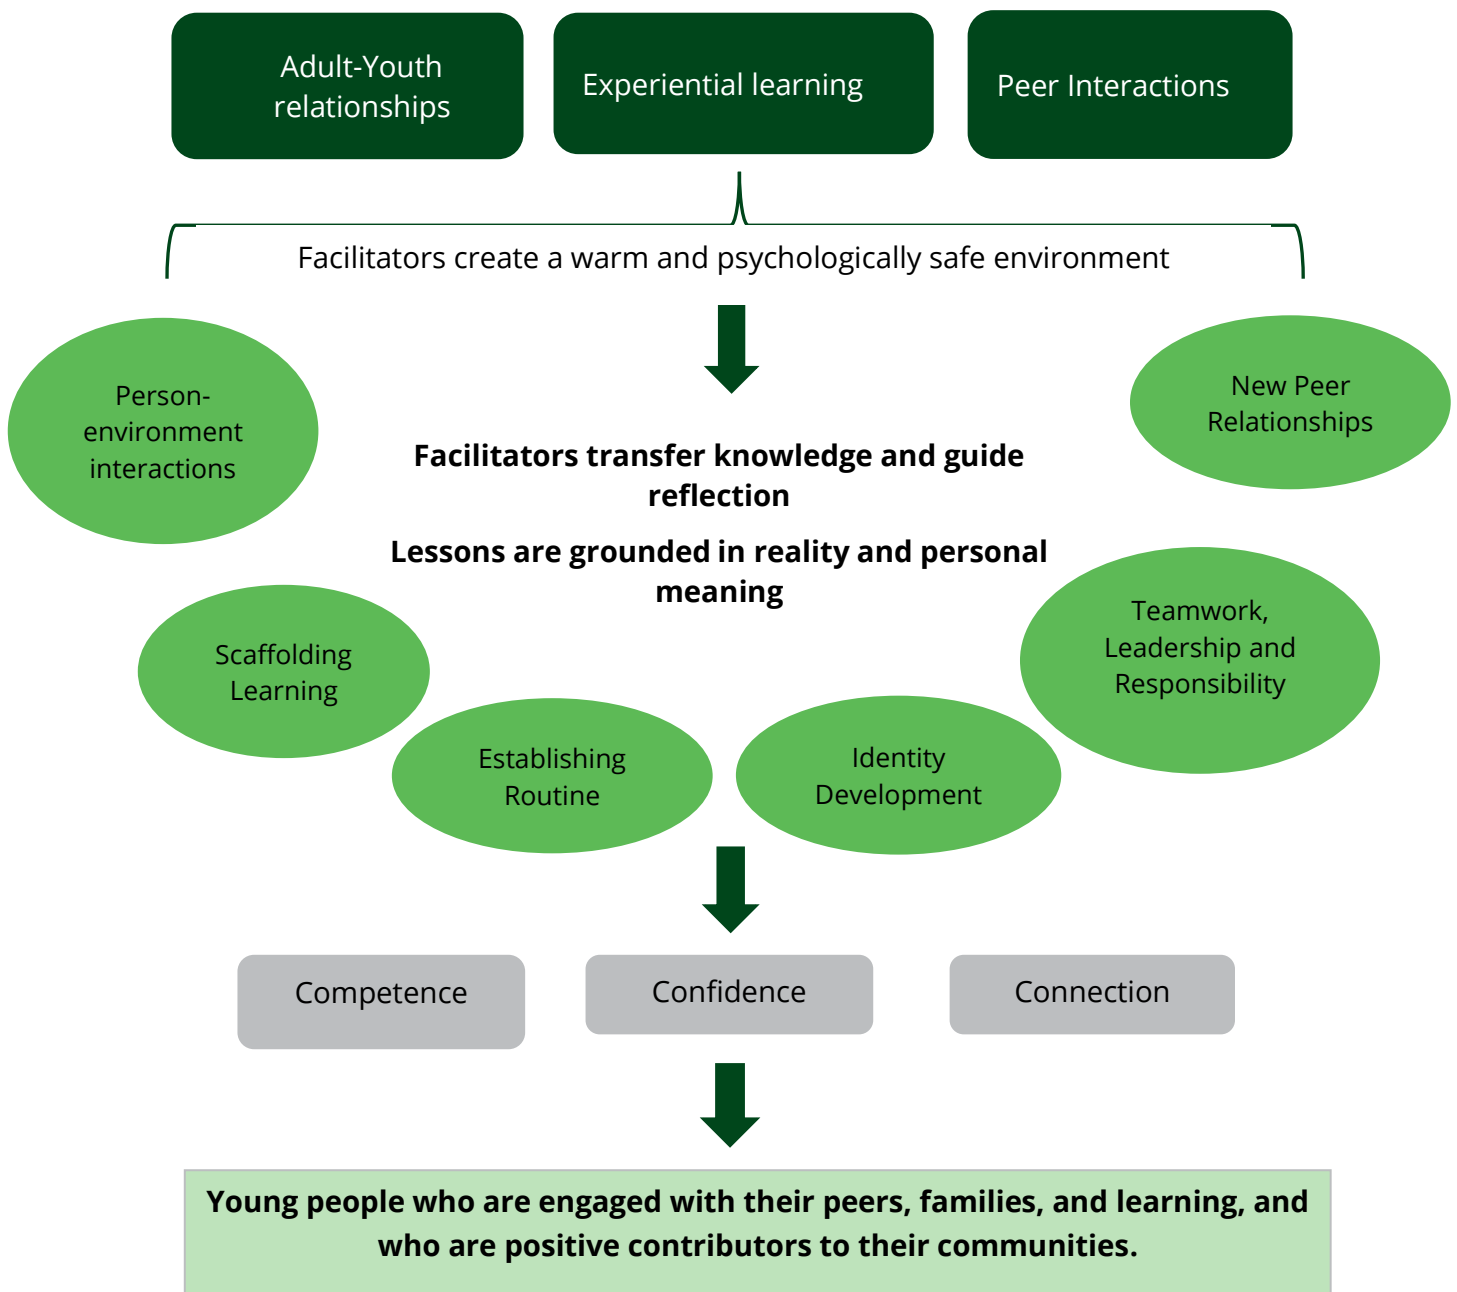 Adult-Youth
relationships
Experiential learning
Peer Interactions
Facilitators create a warm and psychologically safe environment
Person-
environment
interactions
New Peer
Relationships
Facilitators transfer knowledge and guide
reflection
Lessons are grounded in reality and personal
meaning
Scaffolding
Learning
Teamwork,
Leadership and
Responsibility
Establishing
Routine
Identity
Development
Competence
Confidence
Connection
Young people who are engaged with their peers, families, and learning, and
who are positive contributors to their communities.